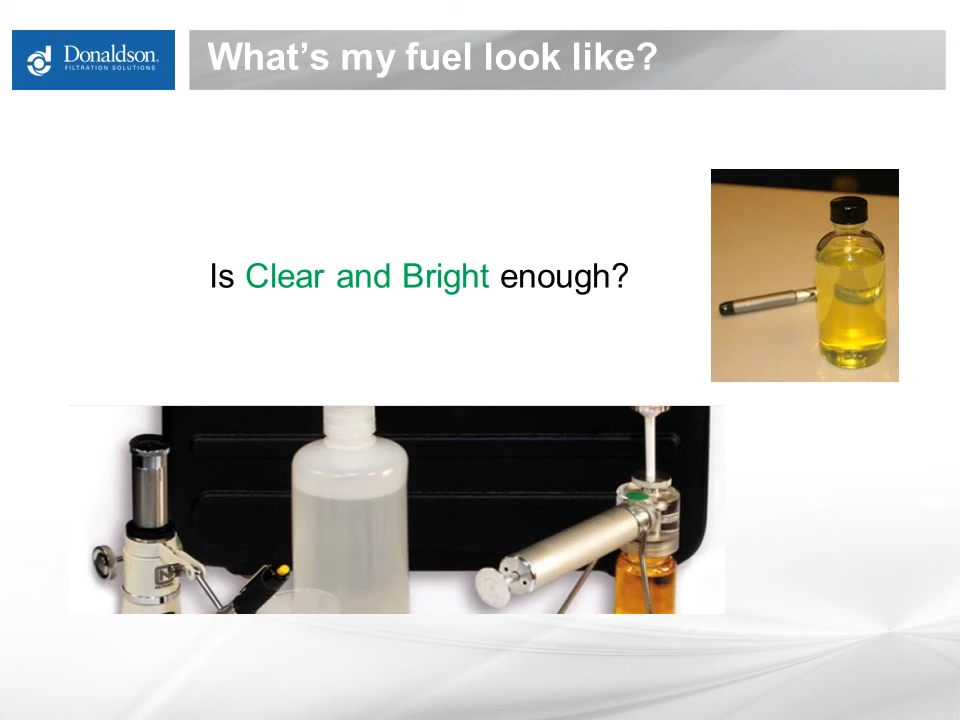 Donaldson.
FILTRATION SOLUTIONS
What's my fuel look like?
Is Clear and Bright enough?